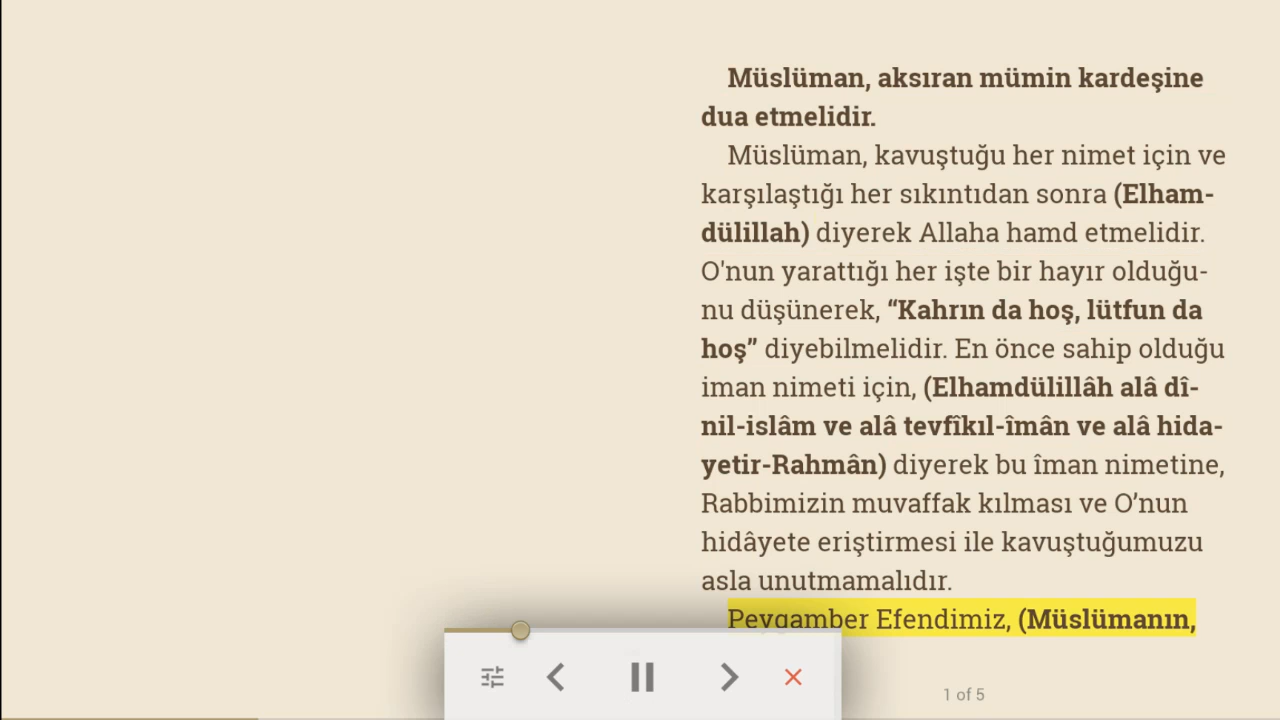 Müslüman, aksıran mümin kardeşine
dua etmelidir.
Müslüman, kavuştuğu her nimet için ve
karşılaştığı her sıkıntıdan sonra (Elham-
dülillah) diyerek Allaha hamd etmelidir.
O'nun yarattığı her işte bir hayır olduğu-
nu düşünerek, “Kahrın da hoş, lütfun da
hoş” diyebilmelidir. En önce sahip olduğu
iman nimeti için, (Elhamdülillâh alâ dî-
nil-islâm ve alâ tevfîkıl-îmân ve alâ hida-
yetir-Rahmân) diyerek bu îman nimetine,
Rabbimizin muvaffak kılması ve O’nun
hidâyete eriştirmesi ile kavuştuğumuzu
asla unutmamalıdır.
Peygamber Efendimiz, (Müslümanın,
1 of 5